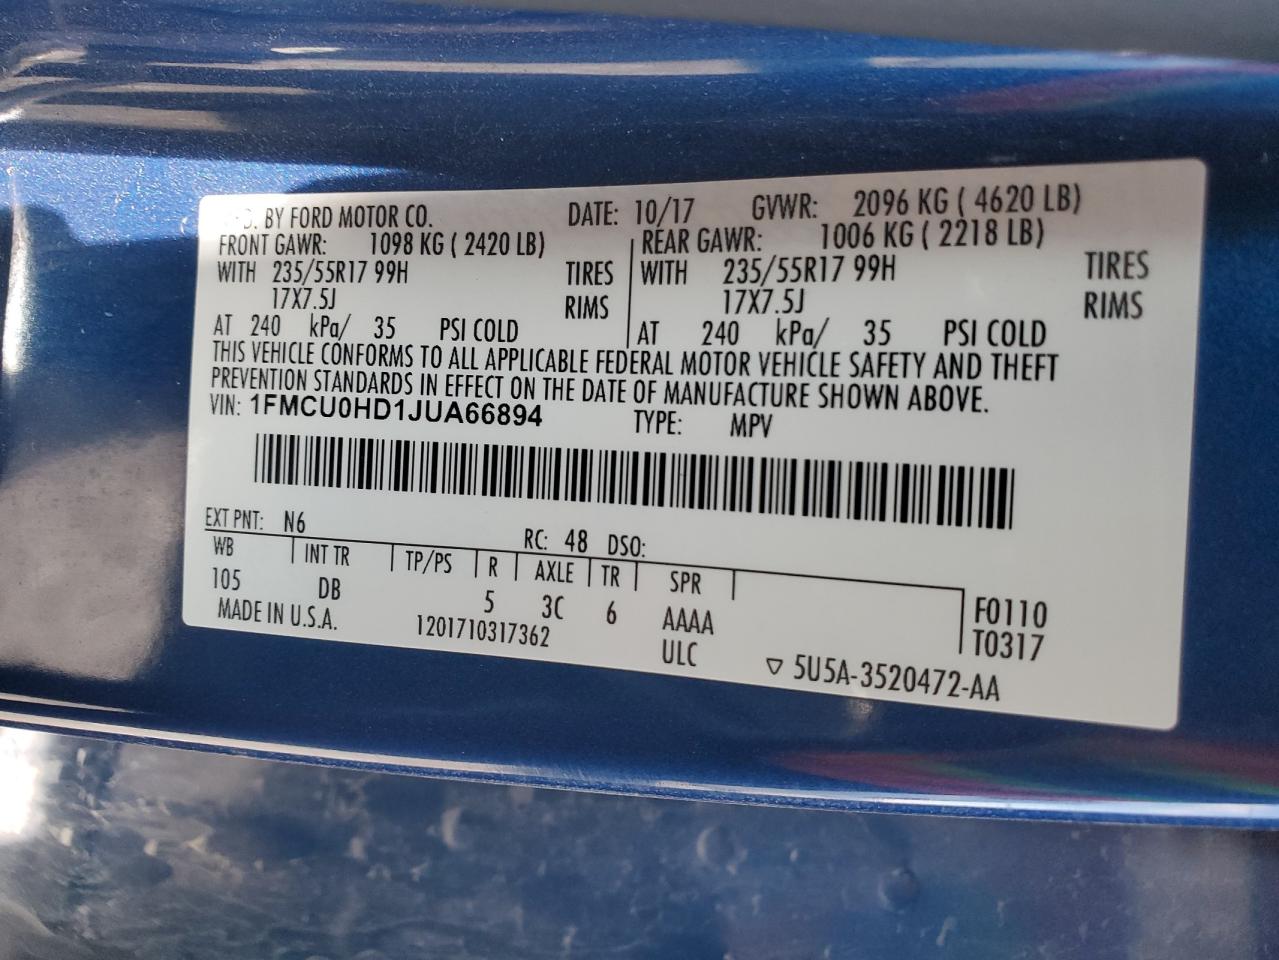 BY FORD MOTOR CO. DATE: 10/17 GVWR: 2096 KG ( 4620 LB)
FRONT GAWR: 1098 KG ( 2420 LB) REAR GAWR: 1006 KG ( 2218 LB)
WITH 235/55R17 99H TIRES WITH 235/55R17 99H TIRES
17X7.5J RIMS 17X7.5J RIMS
AT 240 kPa/ 35 PSI COLD AT 240 kPa/ 35 PSI COLD
THIS VEHICLE CONFORMS TO ALL APPLICABLE FEDERAL MOTOR VEHICLE SAFETY AND THEFT
PREVENTION STANDARDS IN EFFECT ON THE DATE OF MANUFACTURE SHOWN ABOVE.
VIN: 1FMCU0HD1JUA66894 TYPE: MPV
EXT PNT: N6 RC: 48 DSO:
WB INT TR TP/PS R AXLE TR SPR
105 DB 5 3C 6 AAAA F0110
MADE IN U.S.A. 1201710317362 ULC T0317
▽ 5U5A-3520472-AA